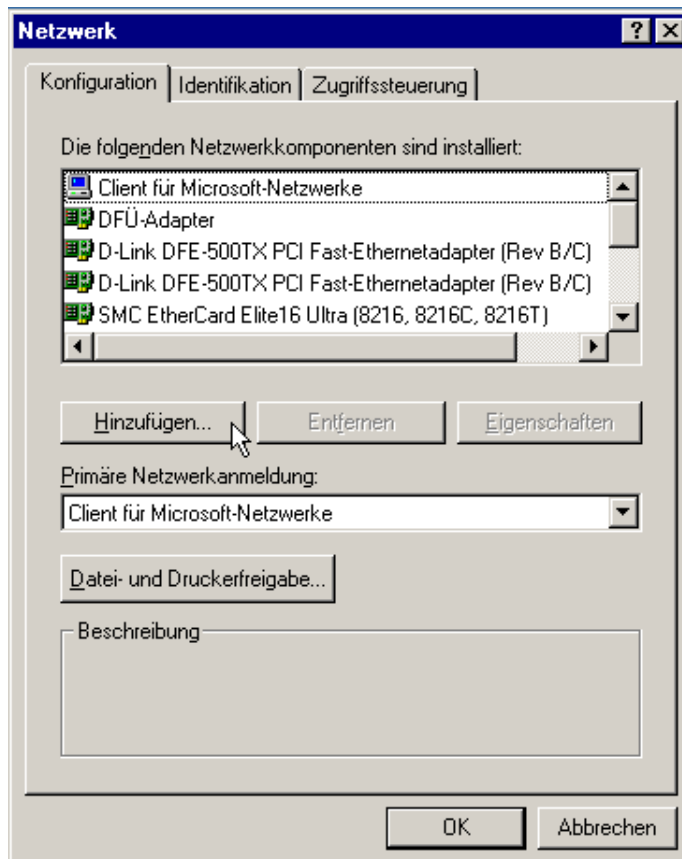 Netzwerk
Konfiguration Identifikation Zugriffssteuerung
Die folgenden Netzwerkkomponenten sind installiert:
Client für Microsoft-Netzwerke
DFÜ-Adapter
D-Link DFE-500TX PCI Fast-Ethernetadapter (Rev B/C)
D-Link DFE-500TX PCI Fast-Ethernetadapter (Rev B/C)
SMC EtherCard Elite16 Ultra (8216, 8216C, 8216T)
Hinzufügen... Entfernen Eigenschaften
Primäre Netzwerkanmeldung:
Client für Microsoft-Netzwerke
Datei- und Druckerfreigabe...
Beschreibung
OK Abbrechen